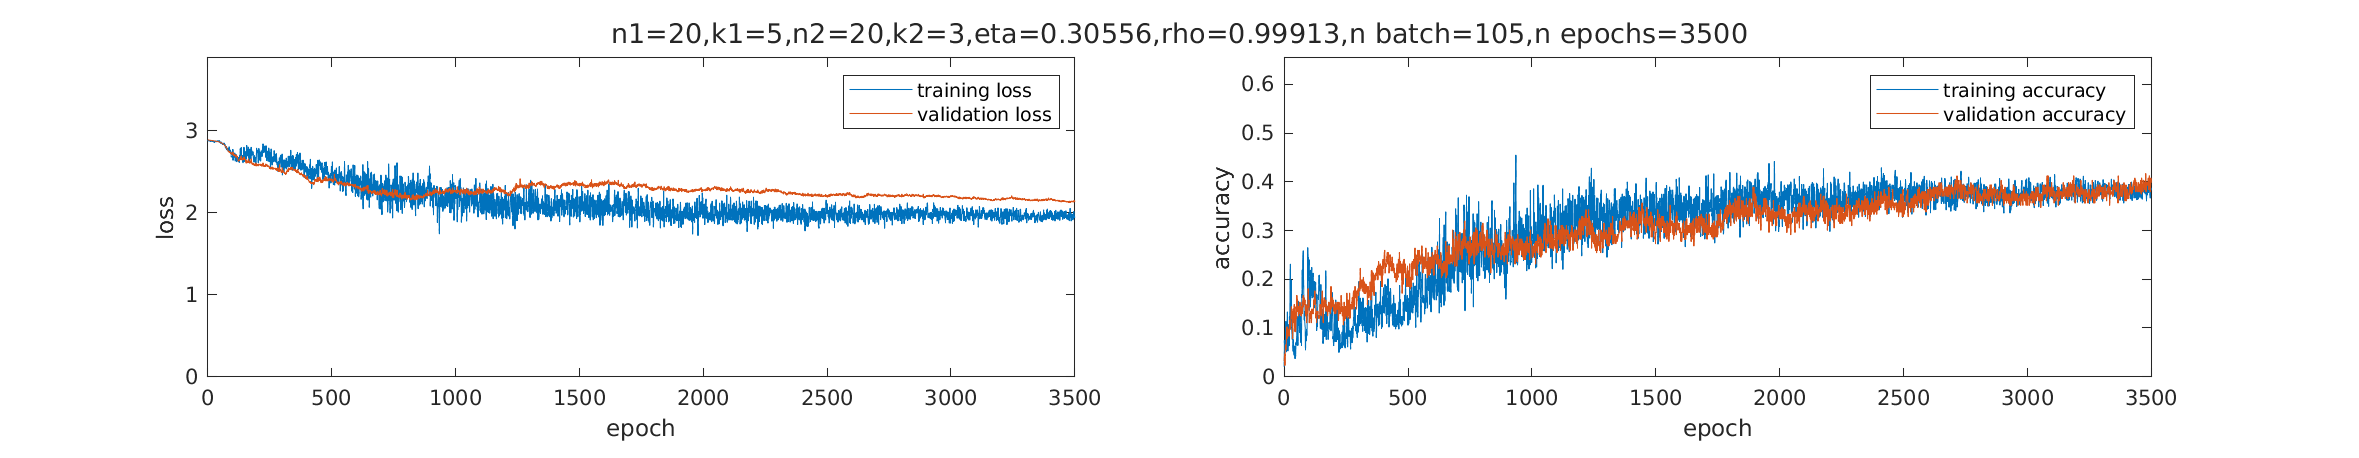 n1=20,k1=5,n2=20,k2=3,eta=0.30556,rho=0.99913,n batch=105,n epochs=3500
training loss
validation loss
3
2
1
0
loss
0 500 1000 1500 2000 2500 3000 3500
epoch
training accuracy
validation accuracy
0.6
0.5
0.4
0.3
0.2
0.1
0
accuracy
0 500 1000 1500 2000 2500 3000 3500
epoch